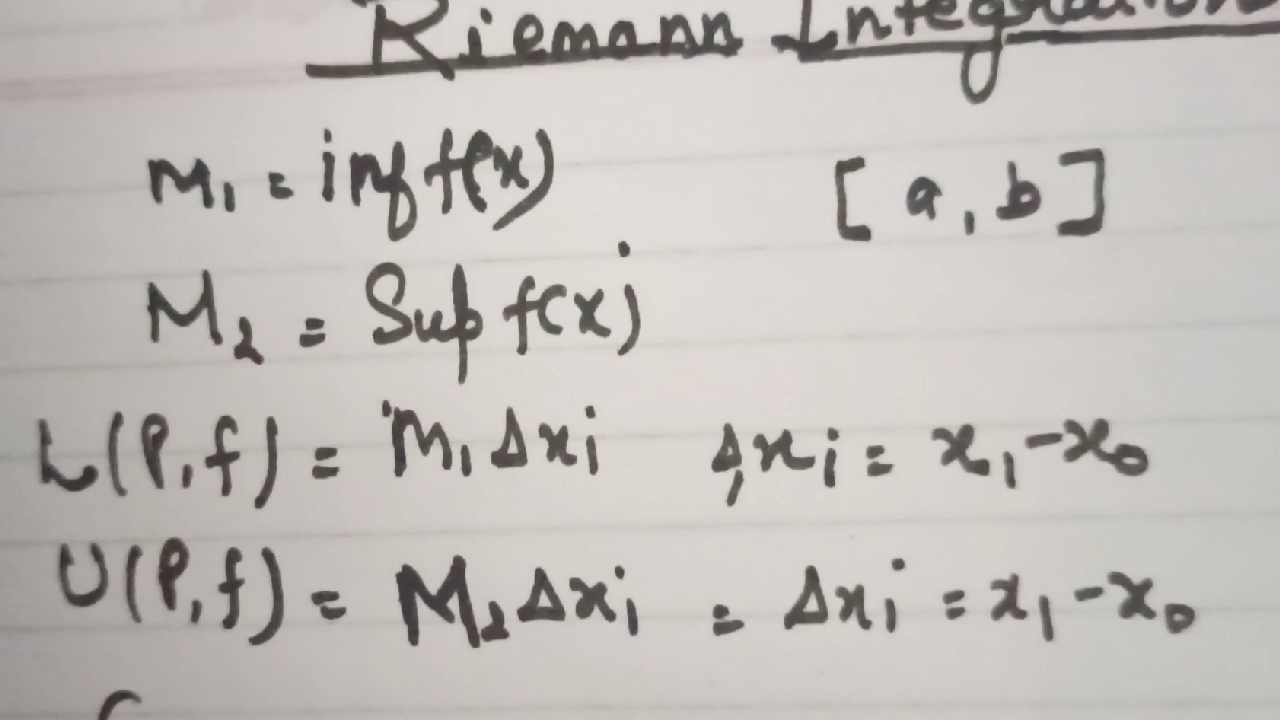 Riemann Integration
m₁ = inf f(x) [a, b]
M₂ = Sup f(x)
L(P, f) = m₁ Δxi Δxi = x₁ - x₀
U(P, f) = M₂ Δxi = Δxi = x₁ - x₀